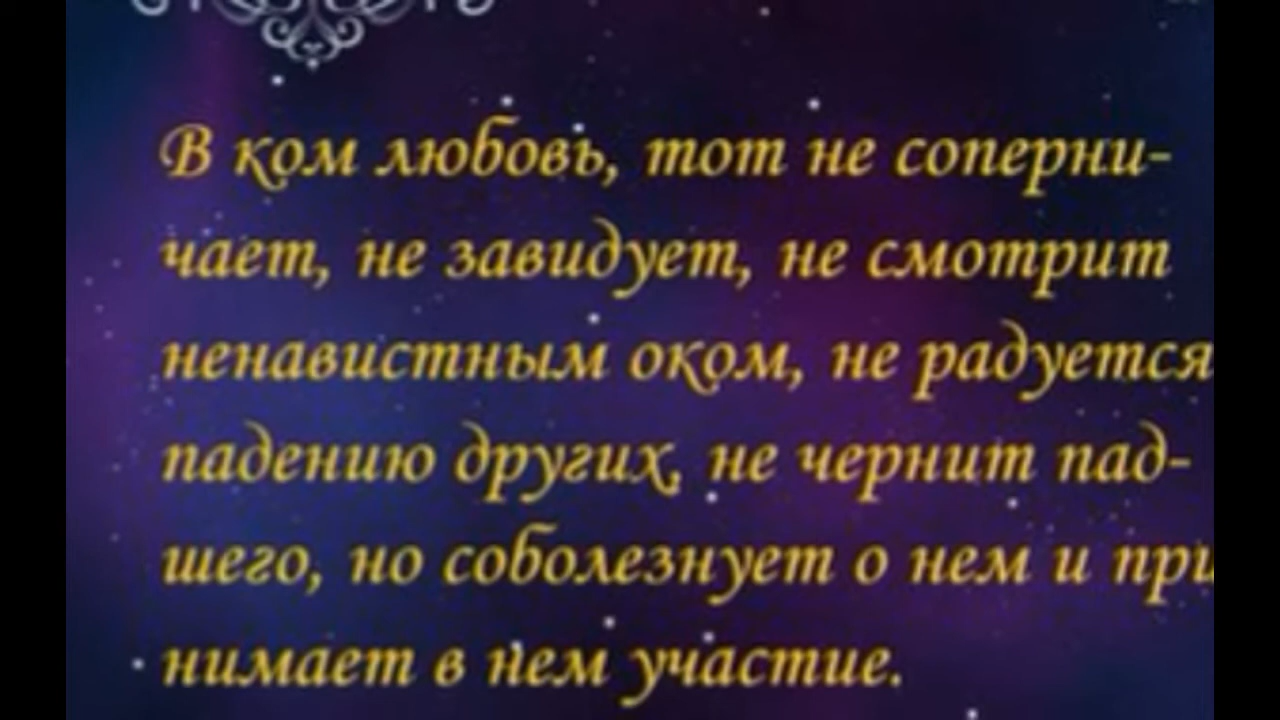 В ком любовь, тот не соперни-
чает, не завидует, не смотрит
ненавистным оком, не радуется
падению других, не чернит пад-
шего, но соболезнует о нем и при
нимает в нем участие.